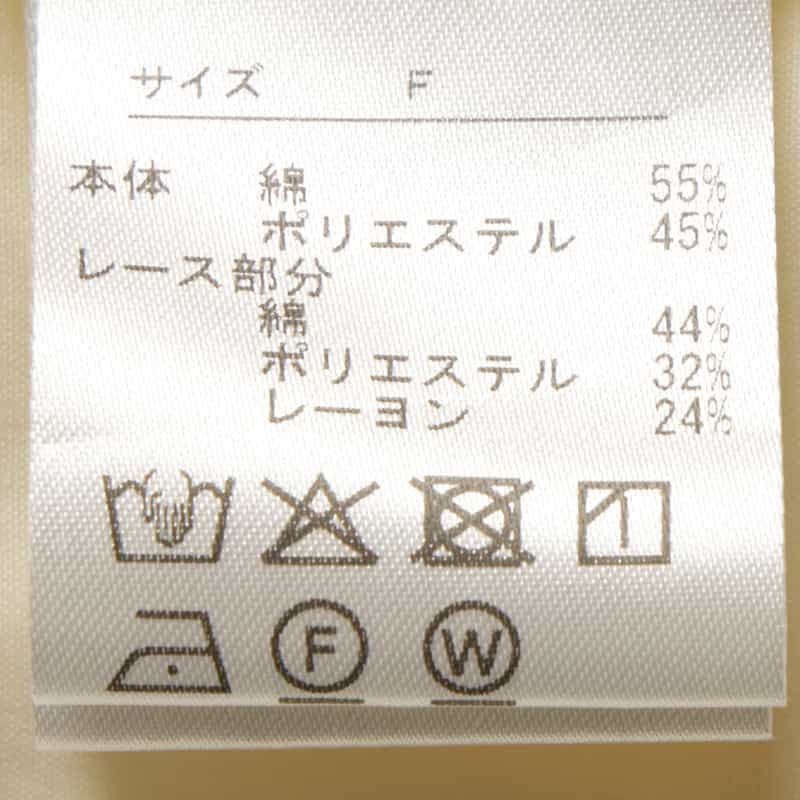 サイズ F
本体 綿 55%
ポリエステル 45%
レース部分
綿 44%
ポリエステル 32%
レーヨン 24%
F W